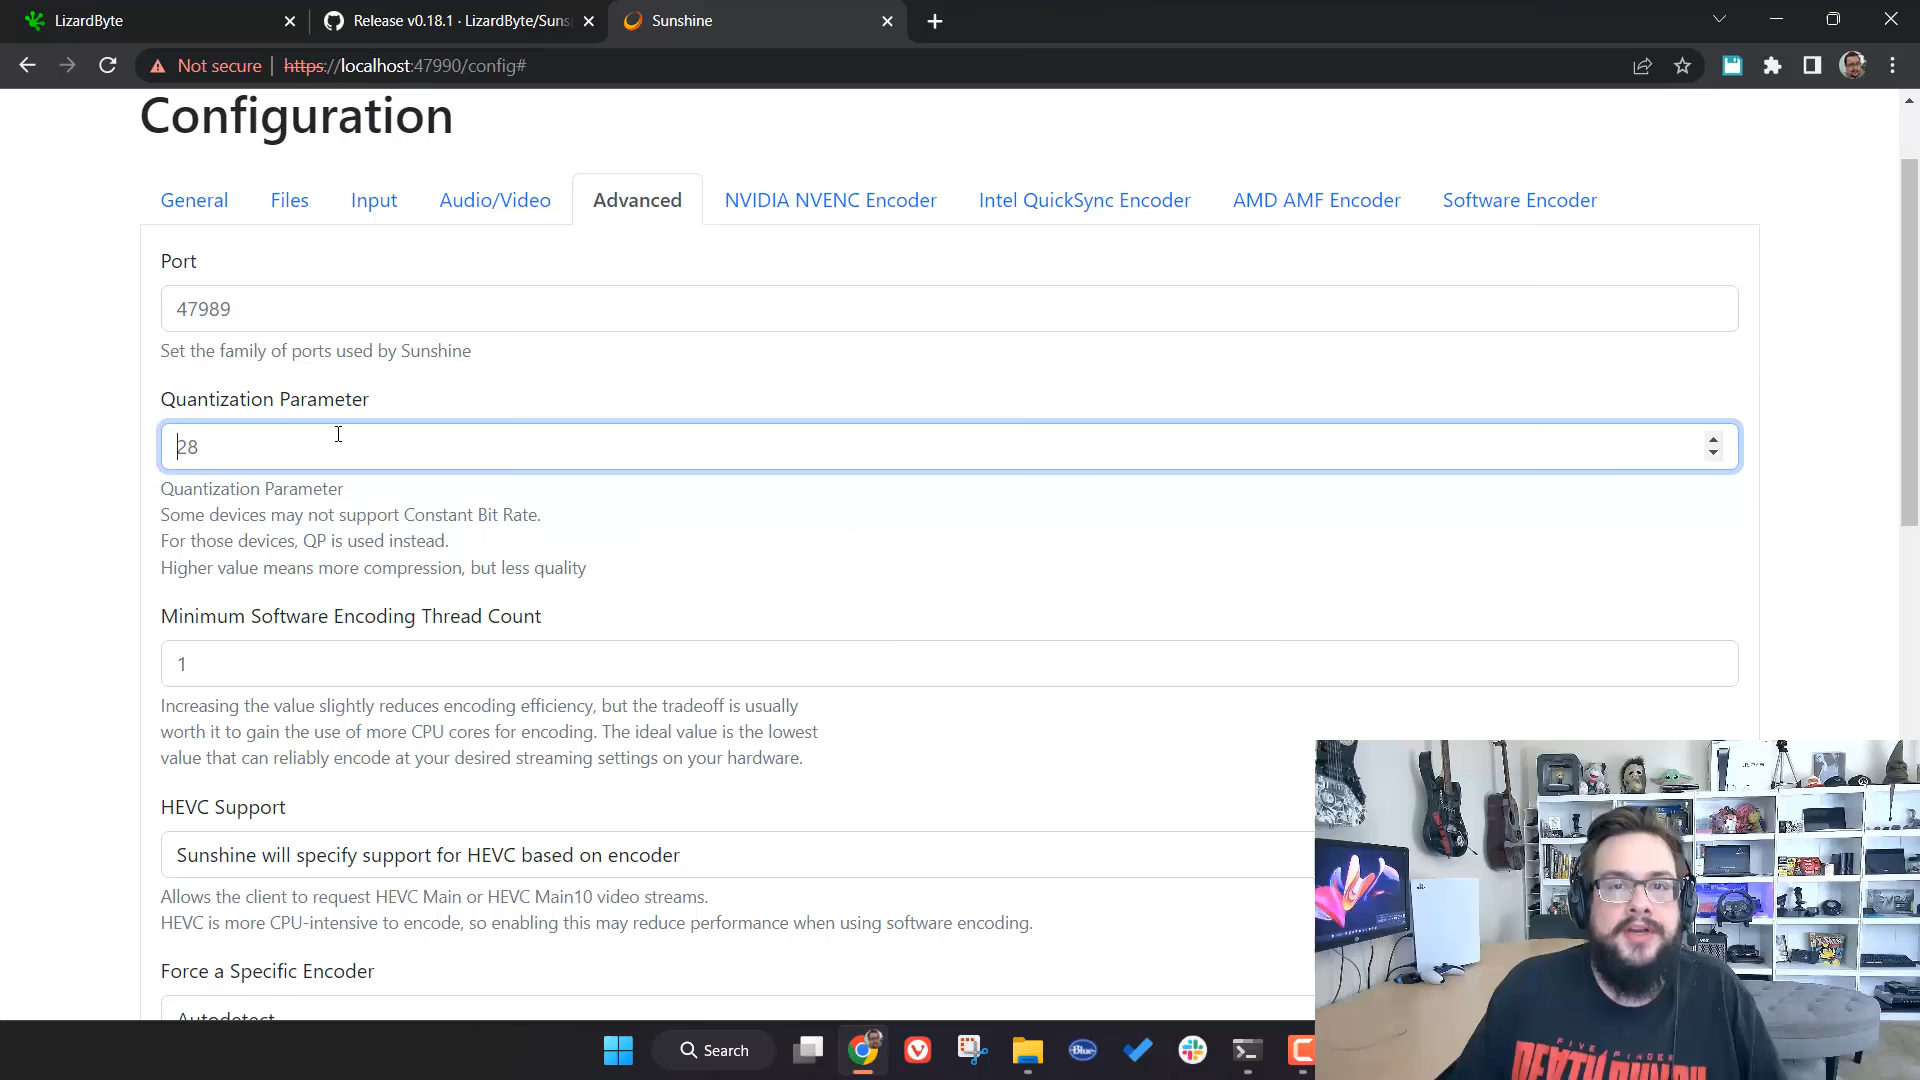 LizardByte
Release v0.18.1 · LizardByte/Suns
Sunshine
Not secure
https://localhost:47990/config#
Configuration
General
Files
Input
Audio/Video
Advanced
NVIDIA NVENC Encoder
Intel QuickSync Encoder
AMD AMF Encoder
Software Encoder
Port
47989
Set the family of ports used by Sunshine
Quantization Parameter
28
Quantization Parameter
Some devices may not support Constant Bit Rate.
For those devices, QP is used instead.
Higher value means more compression, but less quality
Minimum Software Encoding Thread Count
1
Increasing the value slightly reduces encoding efficiency, but the tradeoff is usually
worth it to gain the use of more CPU cores for encoding. The ideal value is the lowest
value that can reliably encode at your desired streaming settings on your hardware.
HEVC Support
Sunshine will specify support for HEVC based on encoder
Allows the client to request HEVC Main or HEVC Main10 video streams.
HEVC is more CPU-intensive to encode, so enabling this may reduce performance when using software encoding.
Force a Specific Encoder
Autodetect
Search
Blue
FIVE FINGER
DEATH PUNCH